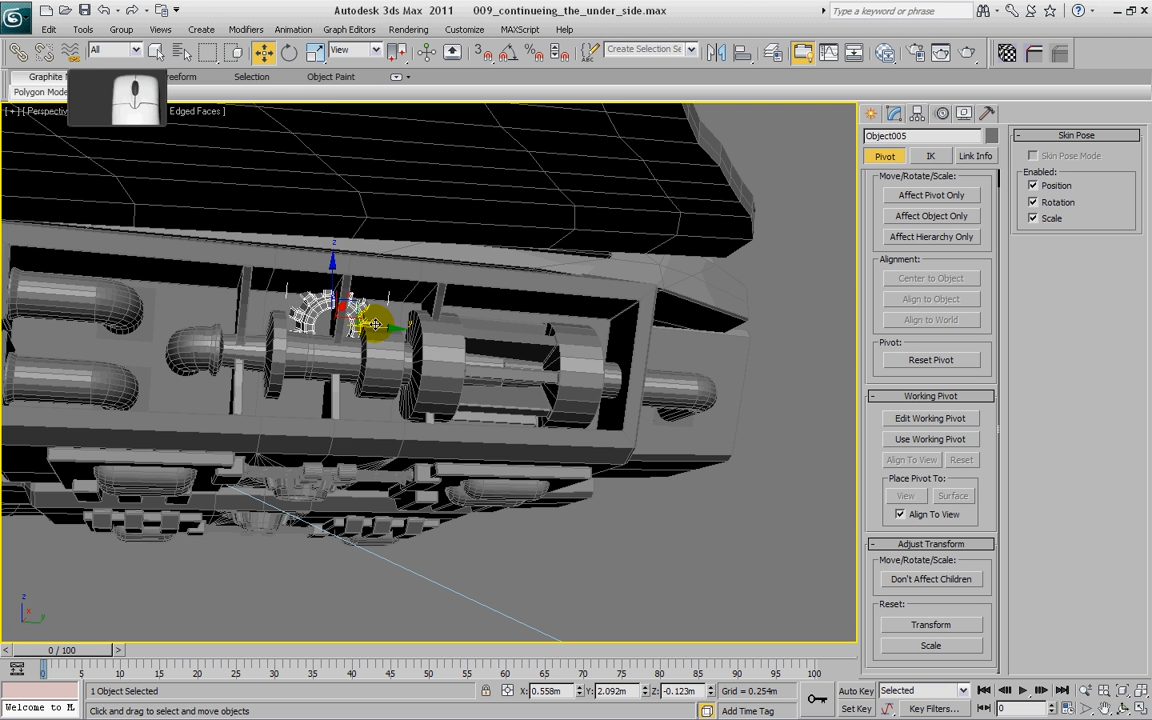 Autodesk 3ds Max 2011    009_continueing_the_under_side.max
Type a keyword or phrase
Edit Tools Group Views Create Modifiers Animation Graph Editors Rendering Customize MAXScript Help
All
View
Create Selection Se
Graphite M
reeform
Selection
Object Paint
Polygon Mode
[ + ] [ Perspectiv
Edged Faces ]
Object005
Pivot
IK
Link Info
Move/Rotate/Scale:
Affect Pivot Only
Affect Object Only
Affect Hierarchy Only
Alignment:
Center to Object
Align to Object
Align to World
Pivot:
Reset Pivot
Working Pivot
Edit Working Pivot
Use Working Pivot
Align To View
Reset
Place Pivot To:
View
Surface
Align To View
Adjust Transform
Move/Rotate/Scale:
Don't Affect Children
Reset:
Transform
Scale
Skin Pose
Skin Pose Mode
Enabled:
Position
Rotation
Scale
z
z
x
y
0 / 100
0 5 10 15 20 25 30 35 40 45 50 55 60 65 70 75 80 85 90 95 100
1 Object Selected
X: 0.558m
Y: 2.092m
Z: -0.123m
Grid = 0.254m
Auto Key
Selected
Welcome to M
Click and drag to select and move objects
Add Time Tag
Set Key
Key Filters...
0